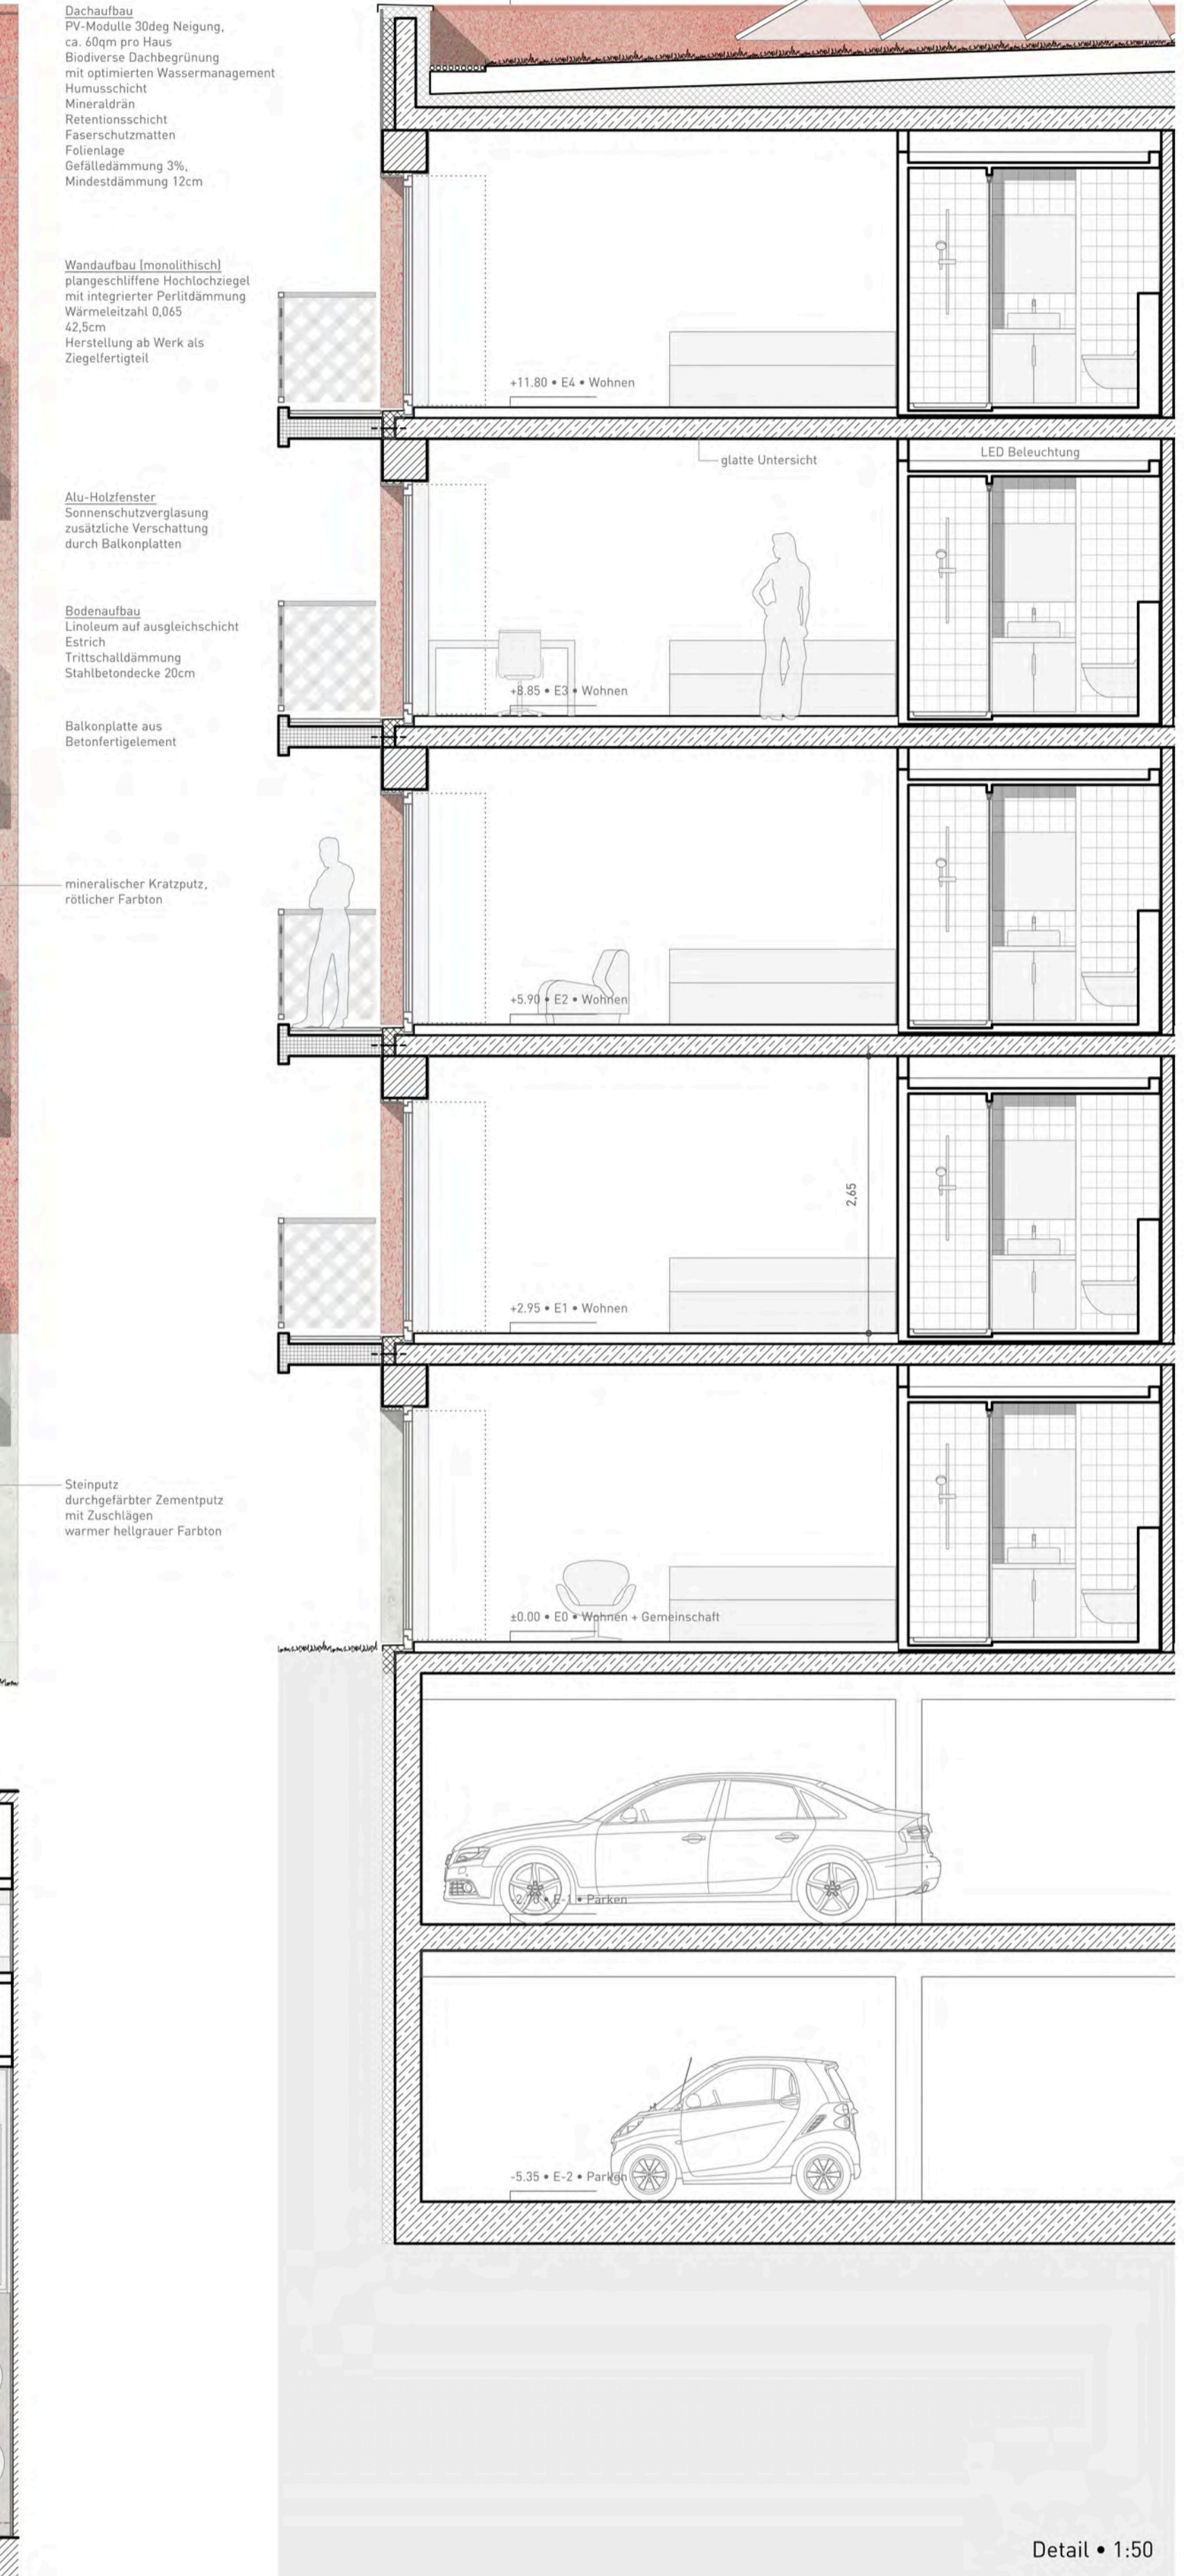 Dachaufbau
PV-Modulle 30deg Neigung,
ca. 60qm pro Haus
Biodiverse Dachbegrünung
mit optimierten Wassermanagement
Humusschicht
Mineraldrän
Retentionsschicht
Faserschutzmatten
Folienlage
Gefälledämmung 3%,
Mindestdämmung 12cm
Wandaufbau (monolithisch)
plangeschliffene Hochlochziegel
mit integrierter Perlitdämmung
Wärmeleitzahl 0,065
42,5cm
Herstellung ab Werk als
Ziegelfertigteil
+11.80 • E4 • Wohnen
glatte Untersicht
LED Beleuchtung
Alu-Holzfenster
Sonnenschutzverglasung
zusätzliche Verschattung
durch Balkonplatten
Bodenaufbau
Linoleum auf ausgleichschicht
Estrich
Trittschalldämmung
Stahlbetondecke 20cm
+8.85 • E3 • Wohnen
Balkonplatte aus
Betonfertigelement
mineralischer Kratzputz,
rötlicher Farbton
+5.90 • E2 • Wohnen
2,65
+2.95 • E1 • Wohnen
Steinputz
durchgefärbter Zementputz
mit Zuschlägen
warmer hellgrauer Farbton
±0.00 • E0 • Wohnen + Gemeinschaft
• E-1 • Parken
-5.35 • E-2 • Parken
Detail • 1:50